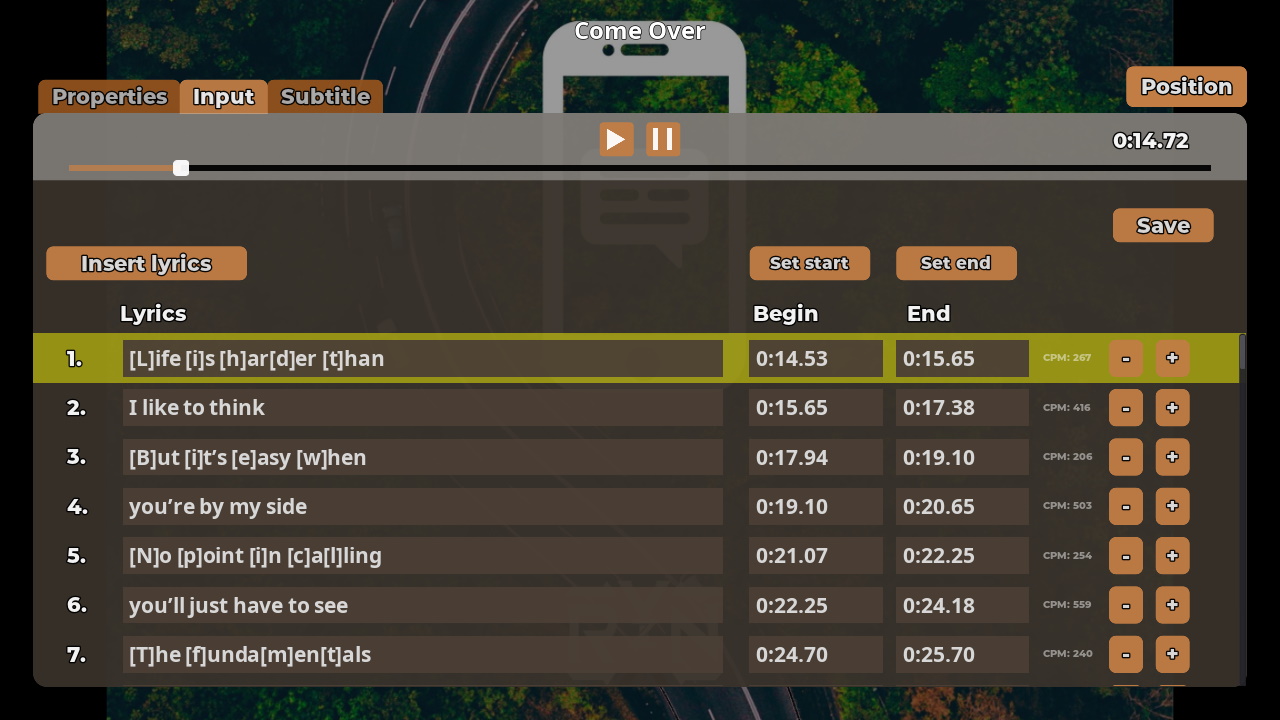 Come Over
Properties Input Subtitle Position
0:14.72
Save
Insert lyrics Set start Set end
Lyrics Begin End
1. [L]ife [i]s [h]ar[d]er [t]han 0:14.53 0:15.65 CPM: 267 - +
2. I like to think 0:15.65 0:17.38 CPM: 416 - +
3. [B]ut [i]t’s [e]asy [w]hen 0:17.94 0:19.10 CPM: 206 - +
4. you’re by my side 0:19.10 0:20.65 CPM: 503 - +
5. [N]o [p]oint [i]n [c]a[l]ling 0:21.07 0:22.25 CPM: 254 - +
6. you’ll just have to see 0:22.25 0:24.18 CPM: 559 - +
7. [T]he [f]unda[m]en[t]als 0:24.70 0:25.70 CPM: 240 - +